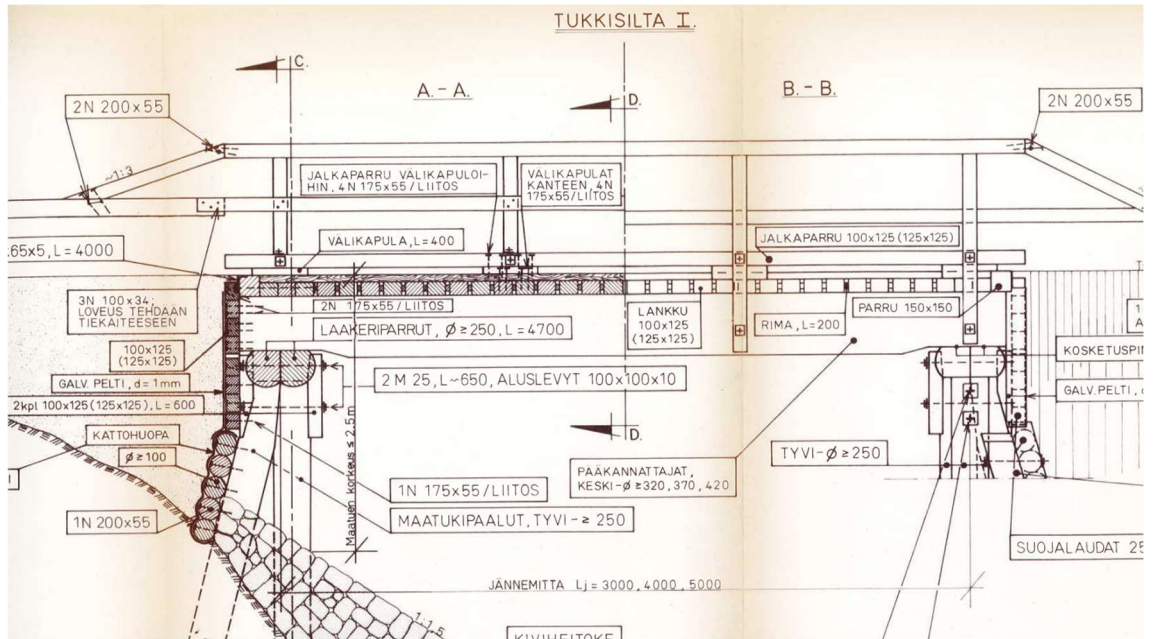 TUKKISILTA I.
C.
A.-A.
D.
B.-B.
2N 200x55
2N 200x55
~1:3
JALKAPARRU VÄLIKAPULOI-
HIN, 4N 175x55/LIITOS
VÄLIKAPULAT
KANTEEN, 4N
175x55/LIITOS
.65x5, L= 4000
VÄLIKAPULA, L=400
JALKAPARRU 100x125 (125x125)
3N 100x34;
LOVEUS TEHDÄÄN
TIEKAITEESEEN
2N 175x55/LIITOS
LANKKU
100x125
(125x125)
RIMA, L=200
PARRU 150x150
LAAKERIPARRUT, Ø≥250, L= 4700
100x125
(125x125)
KOSKETUSPIN
GALV. PELTI, d= 1mm
2 M 25, L~650, ALUSLEVYT 100x100x10
GALV. PELTI,
2kpl 100x125 (125x125), L= 600
KATTOHUOPA
D.
Ø≥100
TYVI-Ø≥250
PÄÄKANNATTAJAT,
KESKI-Ø≥320, 370, 420
1N 175x55/LIITOS
Maatuen korkeus ≤ 2,5m
1N 200x55
MAATUKIPAALUT, TYVI-≥ 250
SUOJALAUDAT 25
JÄNNEMITTA Lj = 3000, 4000, 5000
1:1,5
KIVIHEITOKE